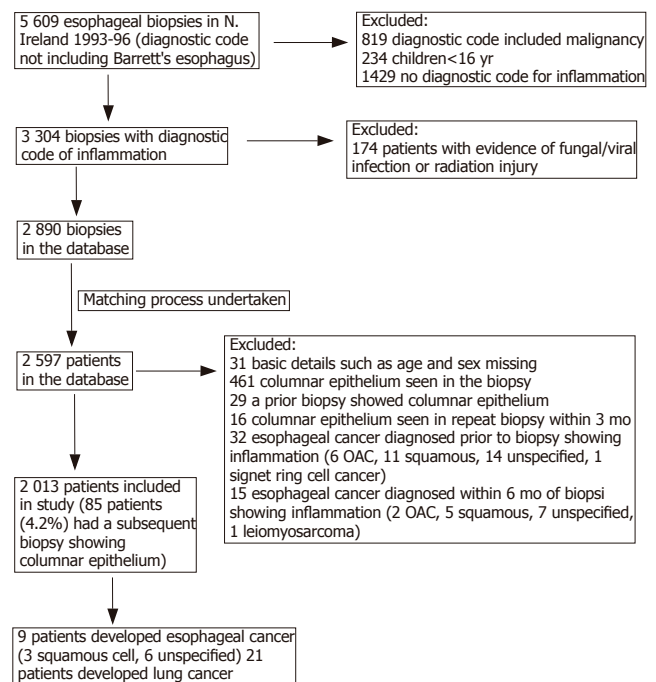 5 609 esophageal biopsies in N.
Ireland 1993-96 (diagnostic code
not including Barrett's esophagus)
Excluded:
819 diagnostic code included malignancy
234 children<16 yr
1429 no diagnostic code for inflammation
3 304 biopsies with diagnostic
code of inflammation
Excluded:
174 patients with evidence of fungal/viral
infection or radiation injury
2 890 biopsies
in the database
Matching process undertaken
2 597 patients
in the database
Excluded:
31 basic details such as age and sex missing
461 columnar epithelium seen in the biopsy
29 a prior biopsy showed columnar epithelium
16 columnar epithelium seen in repeat biopsy within 3 mo
32 esophageal cancer diagnosed prior to biopsy showing
inflammation (6 OAC, 11 squamous, 14 unspecified, 1
signet ring cell cancer)
15 esophageal cancer diagnosed within 6 mo of biopsi
showing inflammation (2 OAC, 5 squamous, 7 unspecified,
1 leiomyosarcoma)
2 013 patients included
in study (85 patients
(4.2%) had a subsequent
biopsy showing
columnar epithelium)
9 patients developed esophageal cancer
(3 squamous cell, 6 unspecified) 21
patients developed lung cancer